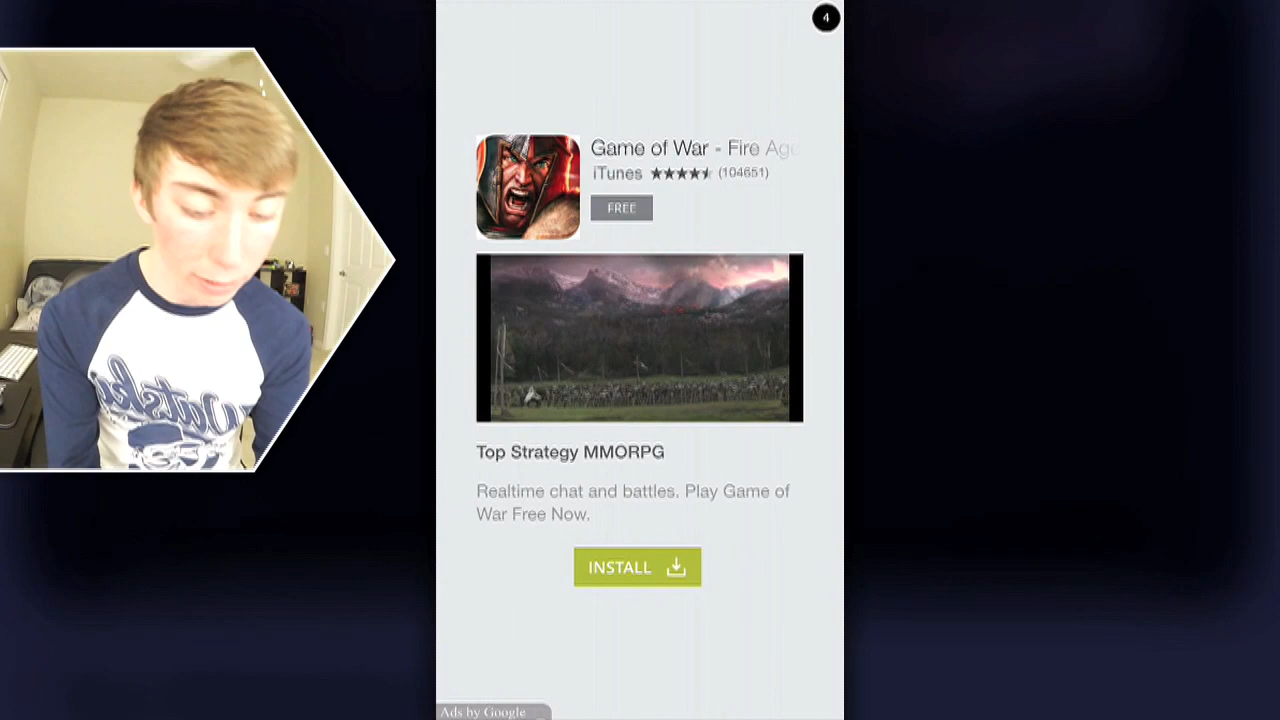 4
Game of War - Fire Age
iTunes ★★★★⯪ (104651)
FREE
Top Strategy MMORPG
Realtime chat and battles. Play Game of
War Free Now.
INSTALL
Ads by Google